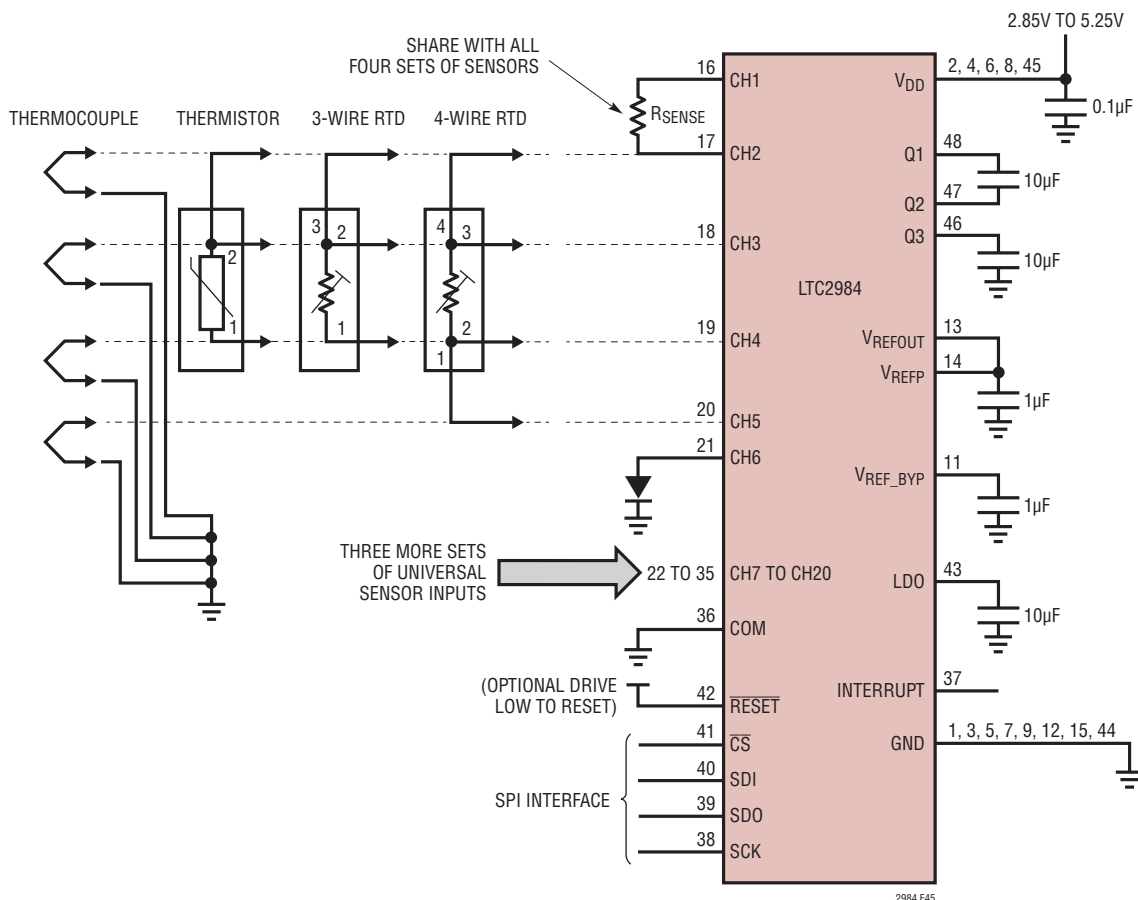 2.85V TO 5.25V
SHARE WITH ALL
FOUR SETS OF SENSORS
16
CH1
VDD
2, 4, 6, 8, 45
0.1µF
RSENSE
THERMOCOUPLE THERMISTOR 3-WIRE RTD 4-WIRE RTD
17
CH2
Q1
48
10µF
Q2
47
Q3
46
10µF
3 2
4 3
18
CH3
2
LTC2984
1
1
2
1
19
CH4
VREFOUT
13
VREFP
14
1µF
20
CH5
21
CH6
VREF_BYP
11
1µF
THREE MORE SETS
OF UNIVERSAL
SENSOR INPUTS
22 TO 35
CH7 TO CH20
LDO
43
10µF
36
COM
(OPTIONAL DRIVE
LOW TO RESET)
42
RESET
INTERRUPT
37
41
CS
GND
1, 3, 5, 7, 9, 12, 15, 44
SPI INTERFACE
40
SDI
39
SDO
38
SCK
2984 F45